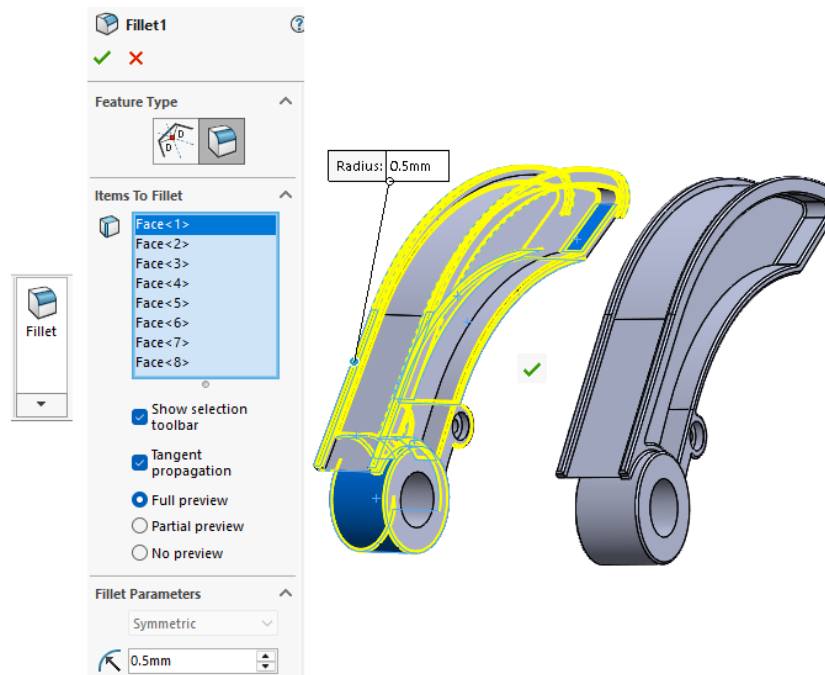 Fillet1
Feature Type
D
D
Items To Fillet
Face<1>
Face<2>
Face<3>
Face<4>
Face<5>
Face<6>
Face<7>
Face<8>
Show selection
toolbar
Tangent
propagation
Full preview
Partial preview
No preview
Fillet Parameters
Symmetric
0.5mm
Fillet
Radius: 0.5mm